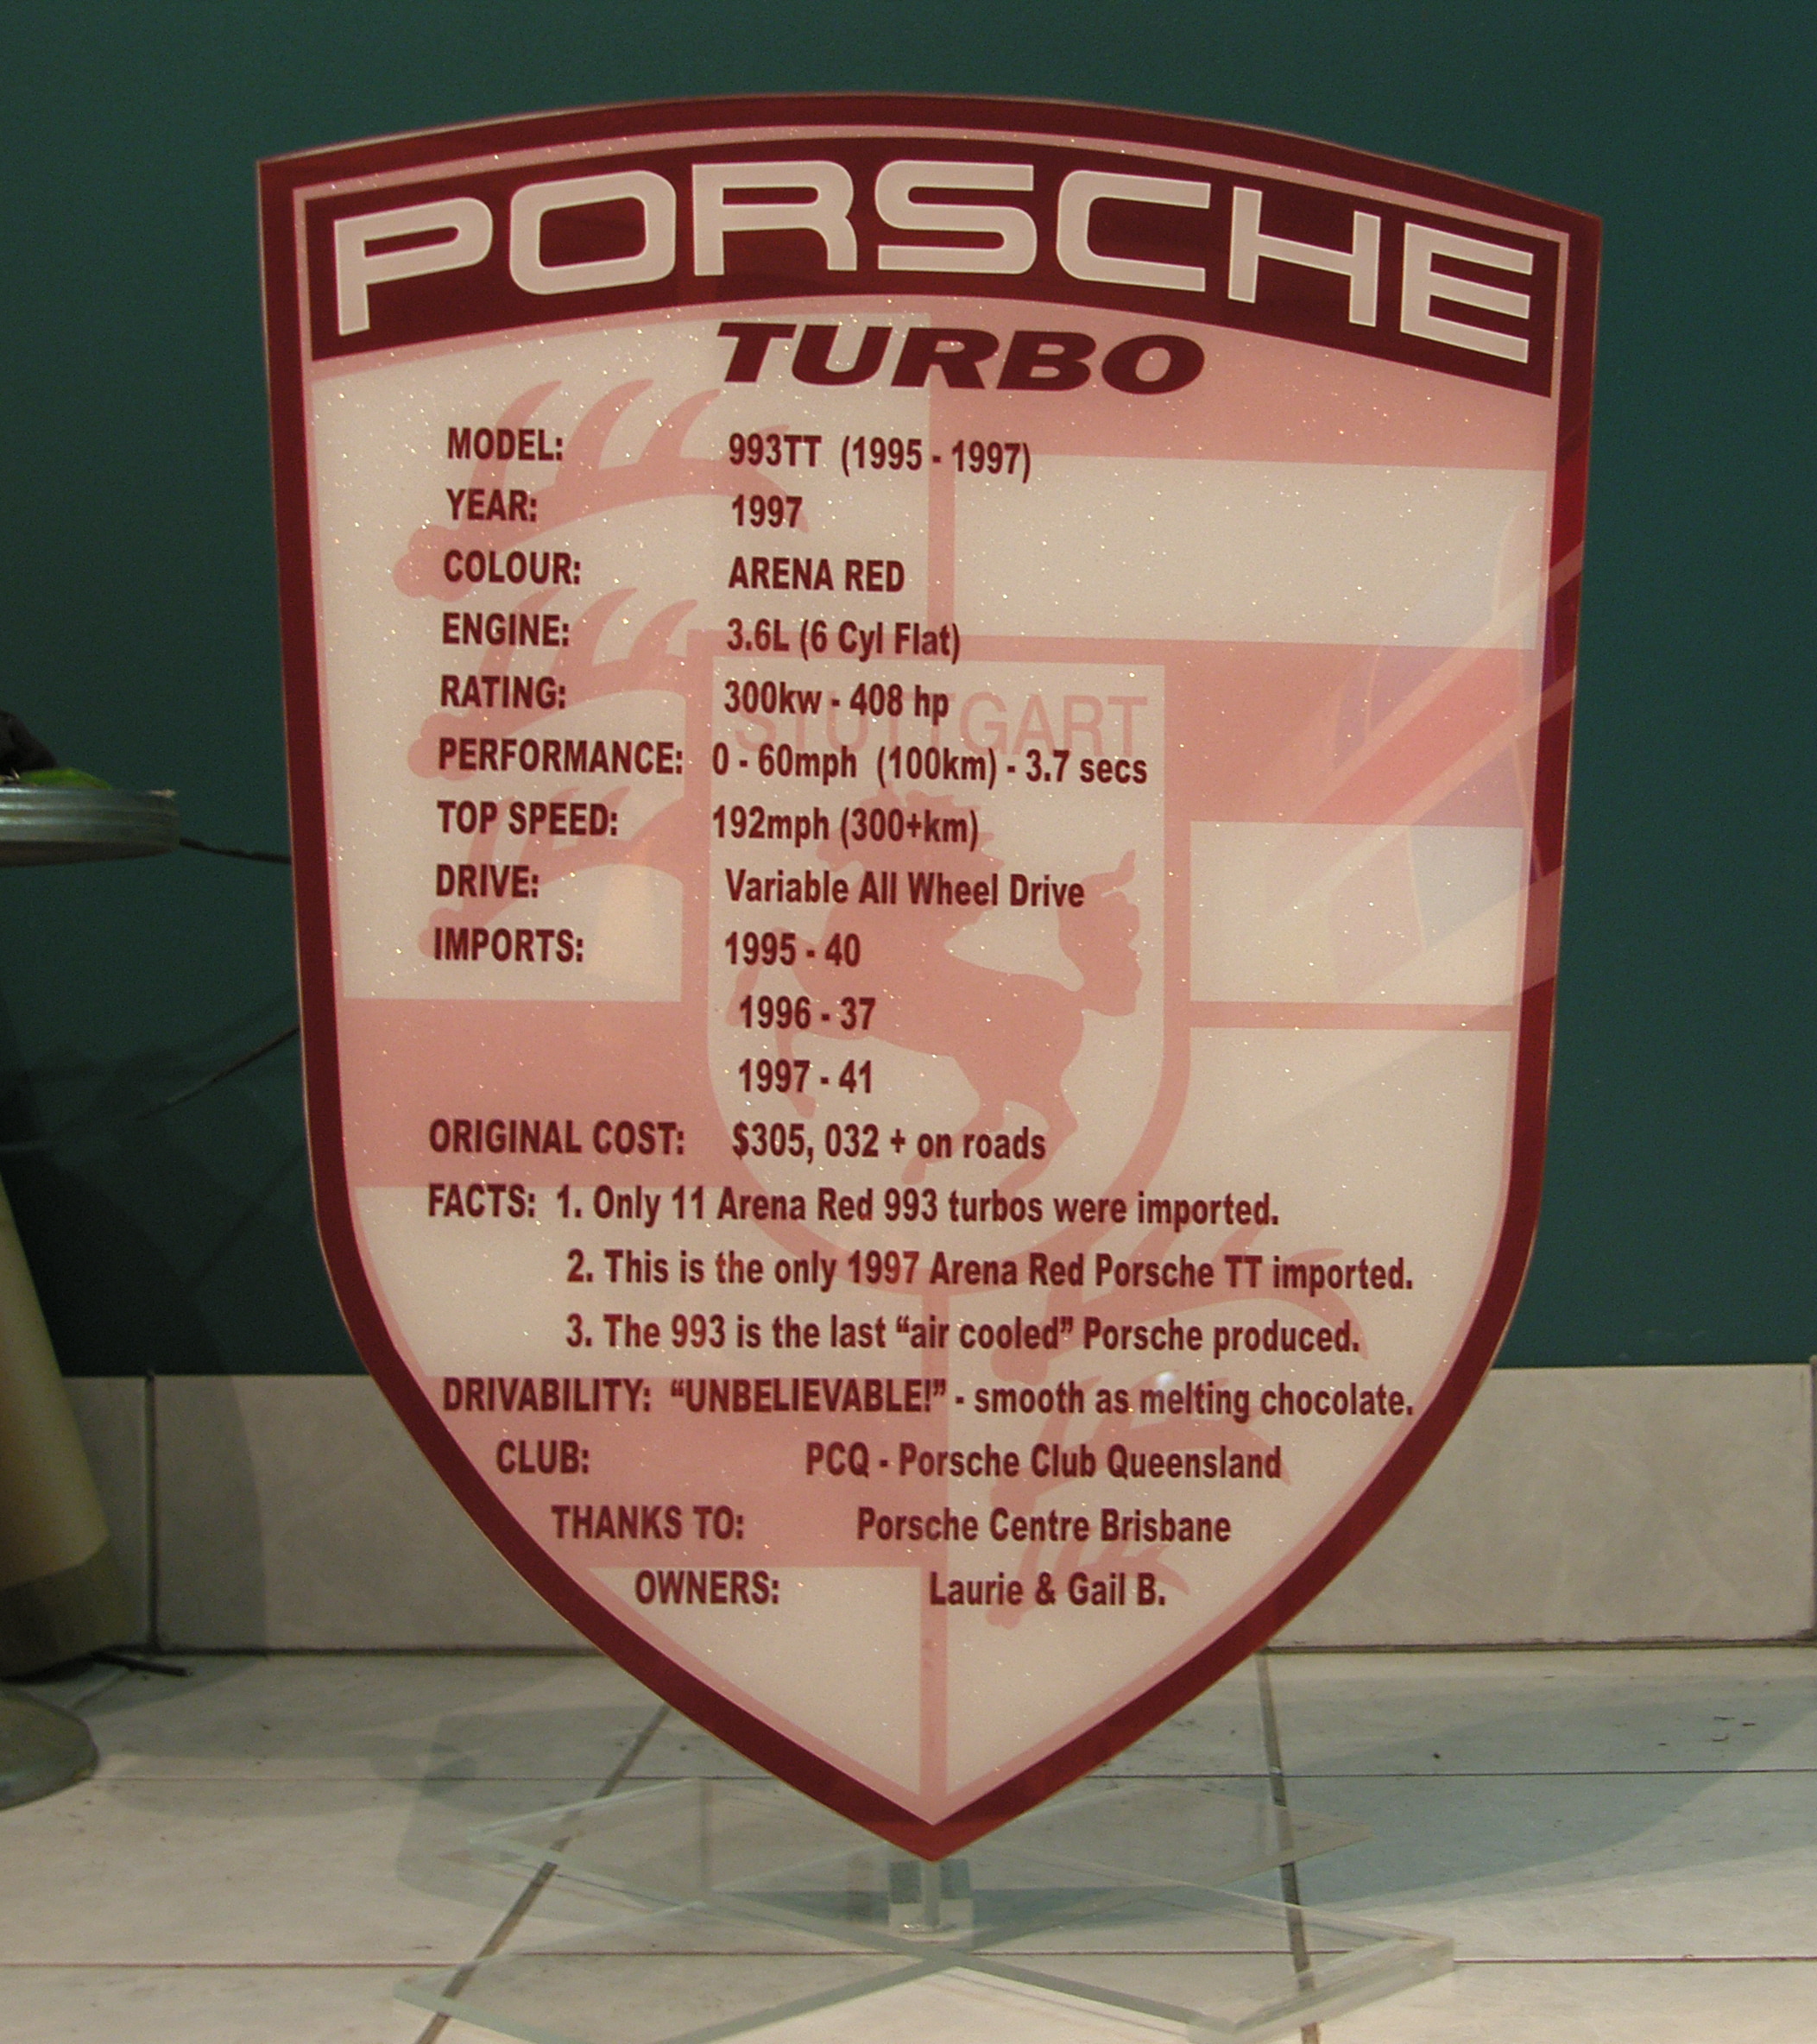 PORSCHE
TURBO
MODEL: 993TT (1995 - 1997)
YEAR: 1997
COLOUR: ARENA RED
ENGINE: 3.6L (6 Cyl Flat)
RATING: 300kw - 408 hp
STUTTGART
PERFORMANCE: 0 - 60mph (100km) - 3.7 secs
TOP SPEED: 192mph (300+km)
DRIVE: Variable All Wheel Drive
IMPORTS: 1995 - 40
1996 - 37
1997 - 41
ORIGINAL COST: $305, 032 + on roads
FACTS: 1. Only 11 Arena Red 993 turbos were imported.
2. This is the only 1997 Arena Red Porsche TT imported.
3. The 993 is the last “air cooled” Porsche produced.
DRIVABILITY: “UNBELIEVABLE!” - smooth as melting chocolate.
CLUB: PCQ - Porsche Club Queensland
THANKS TO: Porsche Centre Brisbane
OWNERS: Laurie & Gail B.